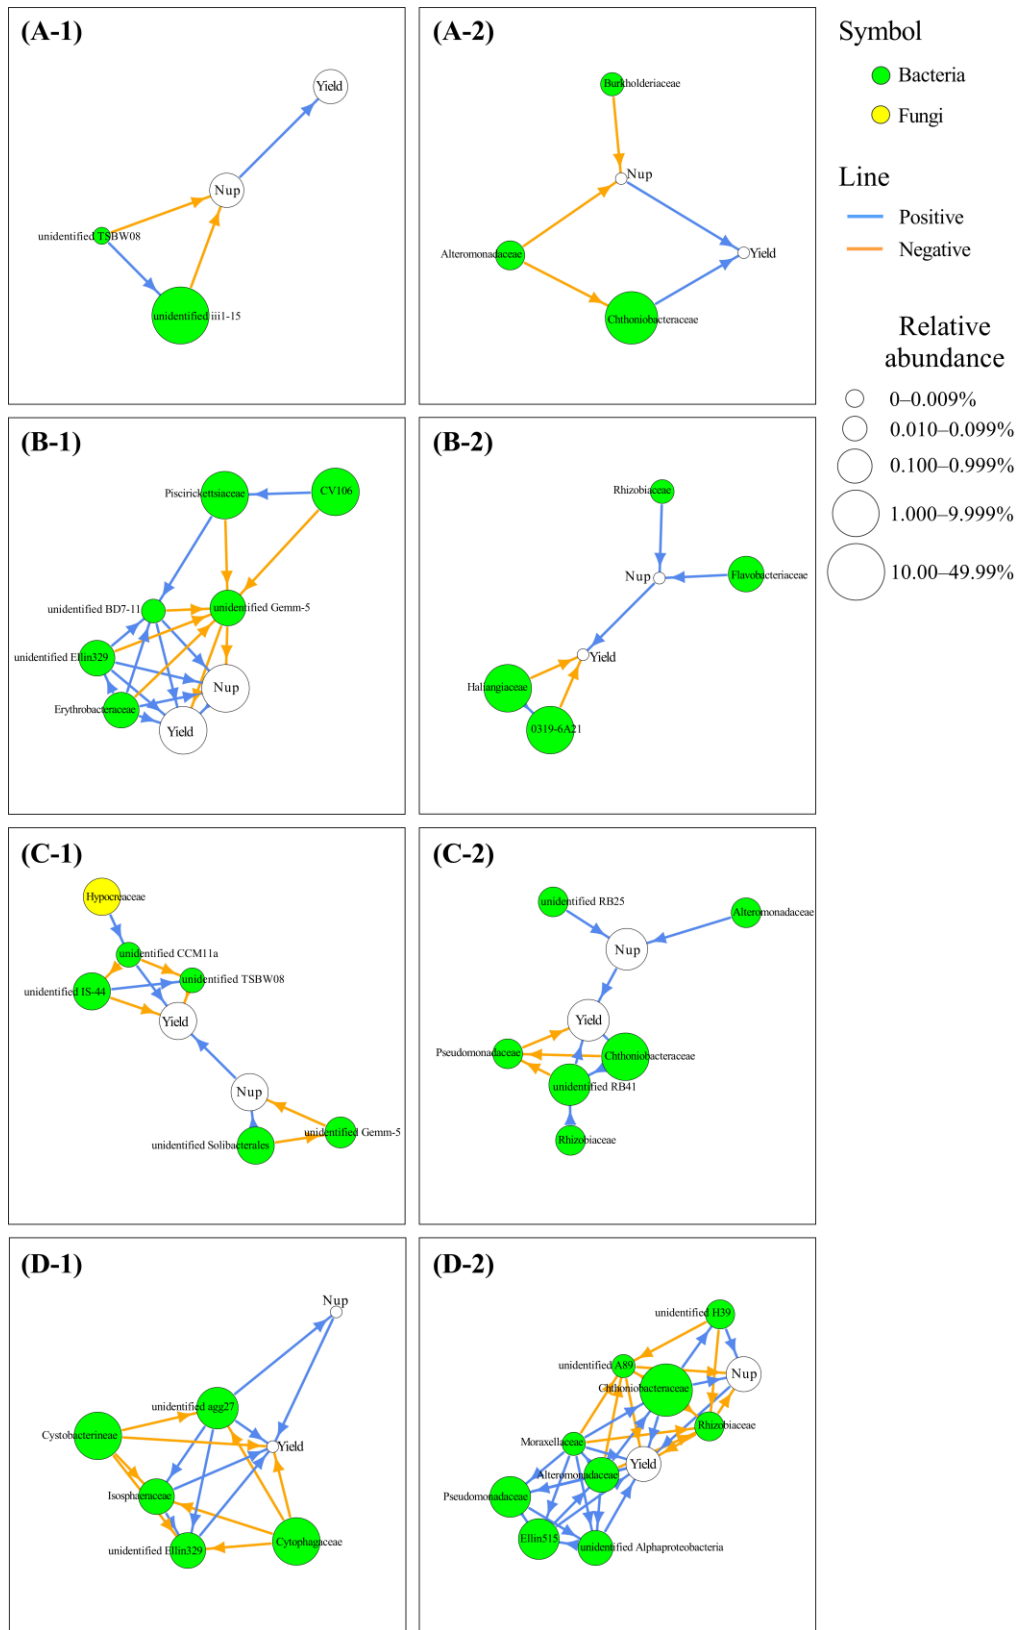 (A-1)
Yield
Nup
unidentified TSBW08
unidentified iii1-15
(A-2)
Burkholderiaceae
Nup
Alteromonadaceae
Yield
Chthoniobacteraceae
Symbol
Bacteria
Fungi
Line
Positive
Negative
Relative
abundance
0–0.009%
0.010–0.099%
0.100–0.999%
1.000–9.999%
10.00–49.99%
(B-1)
Piscirickettsiaceae
CV106
unidentified BD7-11
unidentified Gemm-5
unidentified Ellin329
Nup
Erythrobacteraceae
Yield
(B-2)
Rhizobiaceae
Nup
Flavobacteriaceae
Yield
Haliangiaceae
0319-6A21
(C-1)
Hypocreaceae
unidentified CCM11a
unidentified TSBW08
unidentified IS-44
Yield
Nup
unidentified Gemm-5
unidentified Solibacterales
(C-2)
unidentified RB25
Alteromonadaceae
Nup
Yield
Pseudomonadaceae
Chthoniobacteraceae
unidentified RB41
Rhizobiaceae
(D-1)
Nup
unidentified agg27
Cystobacterineae
Yield
Isosphaeraceae
Cytophagaceae
unidentified Ellin329
(D-2)
unidentified H39
unidentified A89
Nup
Chthoniobacteraceae
Rhizobiaceae
Moraxellaceae
Yield
Alteromonadaceae
Pseudomonadaceae
Ellin515
unidentified Alphaproteobacteria